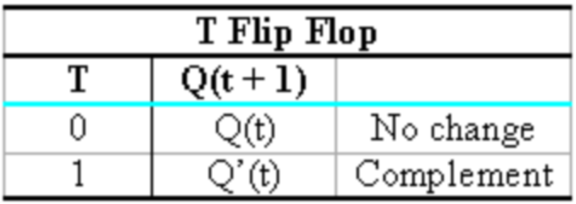 T Flip Flop
T Q(t + 1)
0 Q(t) No change
1 Q’(t) Complement